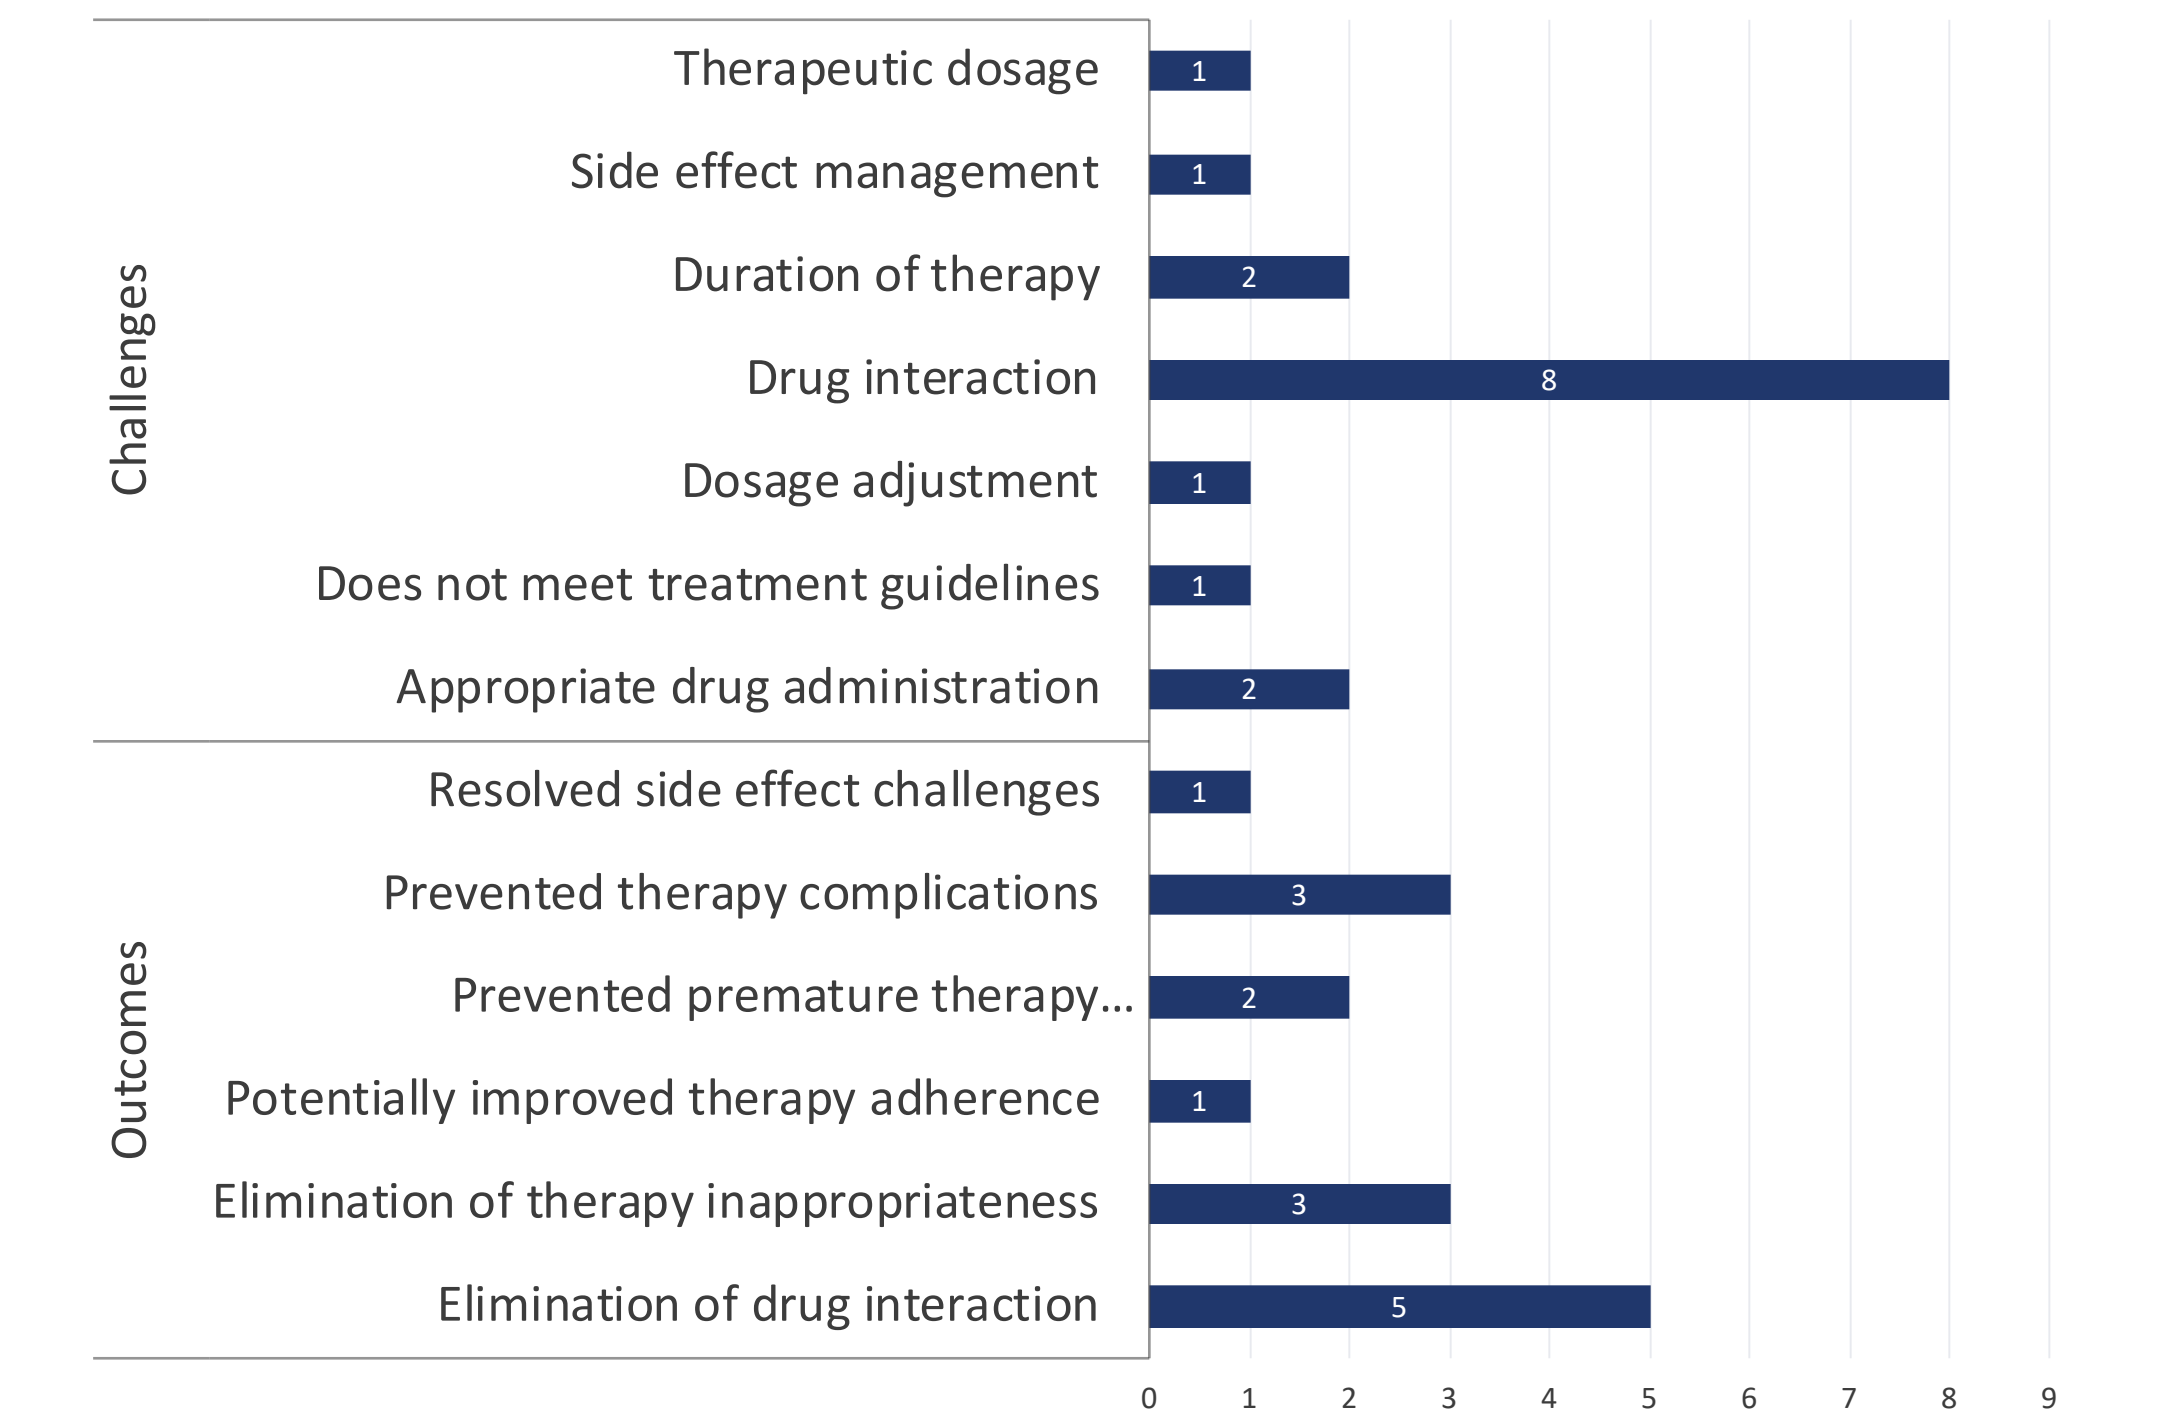 Challenges
Therapeutic dosage
1
Side effect management
1
Duration of therapy
2
Drug interaction
8
Dosage adjustment
1
Does not meet treatment guidelines
1
Appropriate drug administration
2
Outcomes
Resolved side effect challenges
1
Prevented therapy complications
3
Prevented premature therapy...
2
Potentially improved therapy adherence
1
Elimination of therapy inappropriateness
3
Elimination of drug interaction
5
0 1 2 3 4 5 6 7 8 9